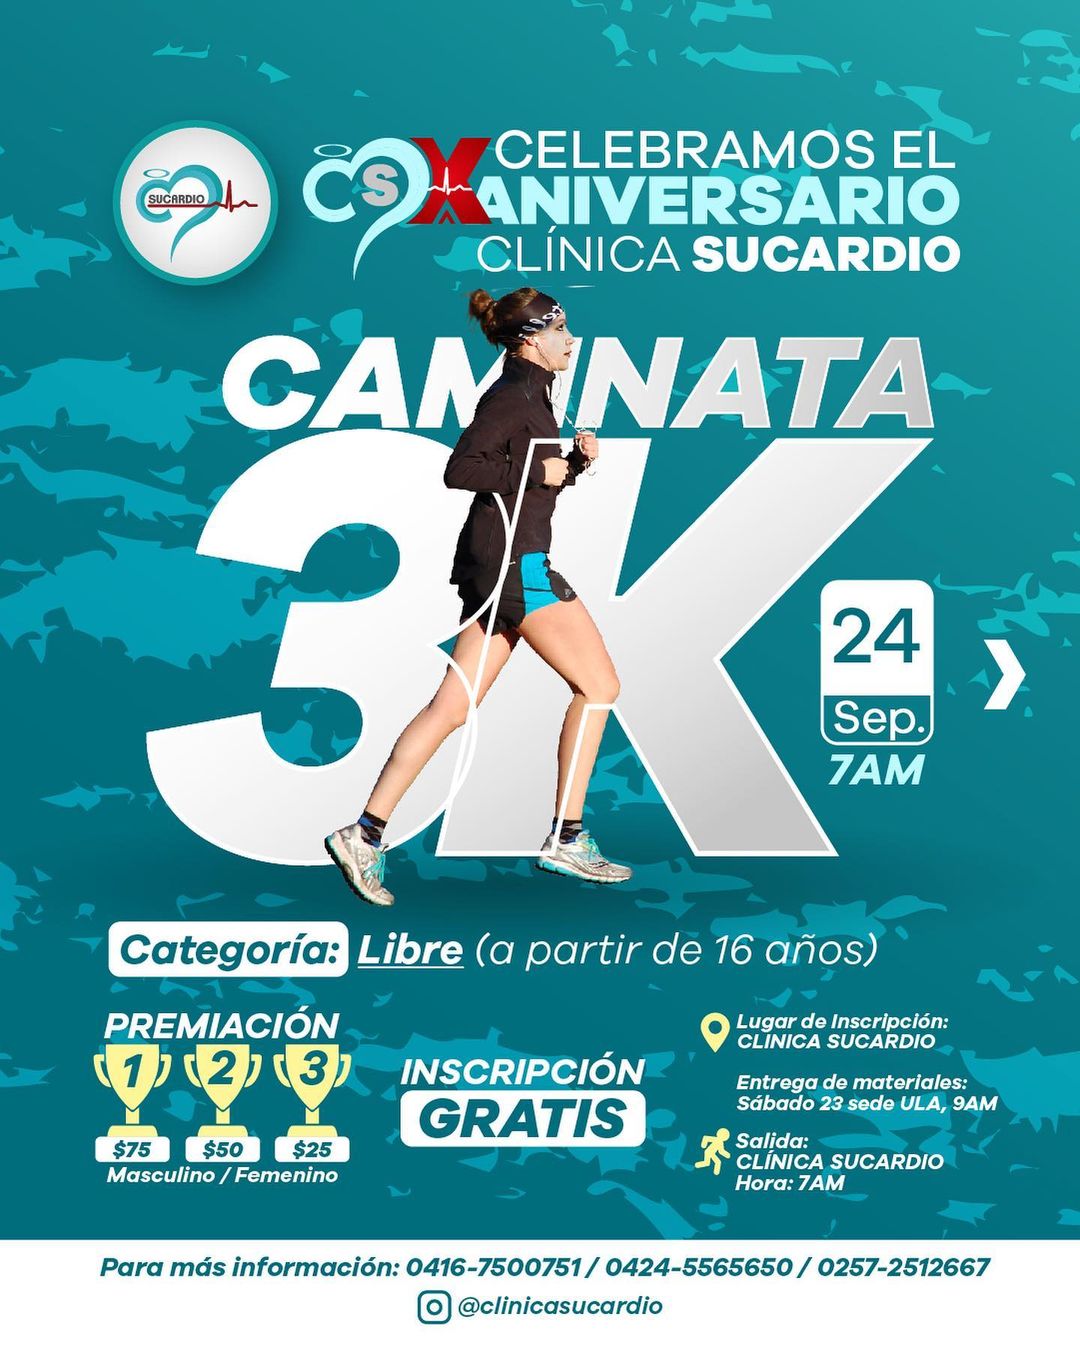 SUCARDIO
CS X CELEBRAMOS EL
ANIVERSARIO
CLÍNICA SUCARDIO
CAMINATA
3K
24
Sep.
7AM
Categoría: Libre (a partir de 16 años)
PREMIACIÓN
1 2 3
$75 $50 $25
Masculino / Femenino
INSCRIPCIÓN
GRATIS
Lugar de Inscripción:
CLINICA SUCARDIO
Entrega de materiales:
Sábado 23 sede ULA, 9AM
Salida:
CLÍNICA SUCARDIO
Hora: 7AM
Para más información: 0416-7500751 / 0424-5565650 / 0257-2512667
@clinicasucardio